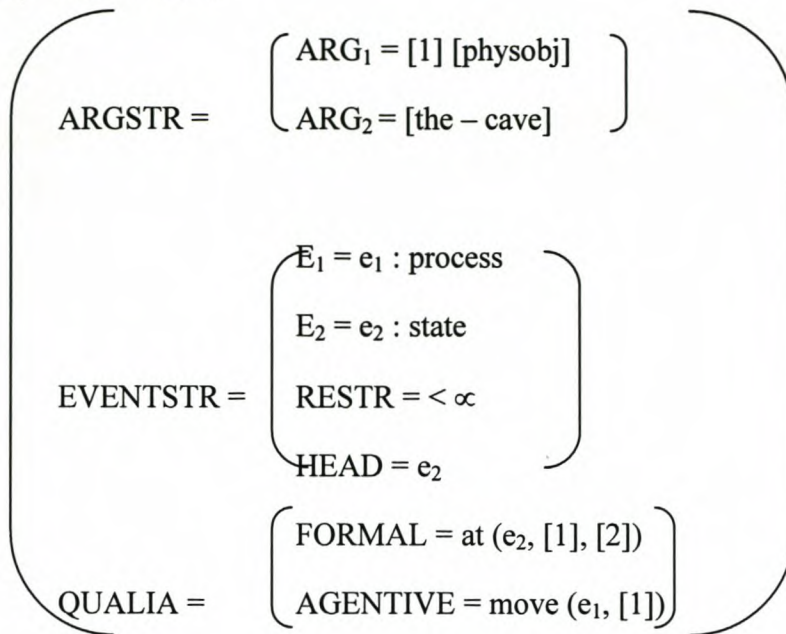 ARG₁ = [1] [physobj]
ARGSTR =
ARG₂ = [the – cave]
E₁ = e₁ : process
E₂ = e₂ : state
EVENTSTR =
RESTR = < ∝
HEAD = e₂
FORMAL = at (e₂, [1], [2])
QUALIA =
AGENTIVE = move (e₁, [1])